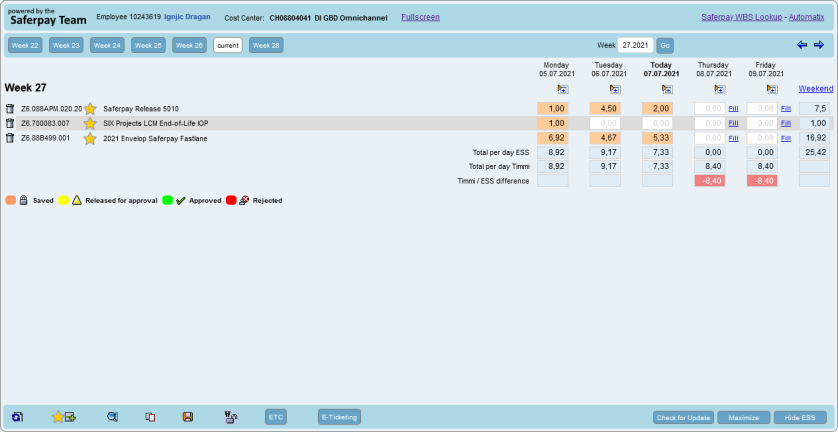 powered by the
Saferpay Team
Employee 10243619 Ignjic Dragan Cost Center: CH08804041 DI GBD Omnichannel Fullscreen Saferpay WBS Lookup - Automatix
Week 22 Week 23 Week 24 Week 25 Week 26 current Week 28 Week 27.2021 Go
Monday Tuesday Today Thursday Friday
05.07.2021 06.07.2021 07.07.2021 08.07.2021 09.07.2021
Week 27 Weekend
Z6.088APM.020.20 Saferpay Release 5010 1,00 4,50 2,00 0,00 Fill 0,00 Fill 7,5
Z6.700083.007 SIX Projects LCM End-of-Life IOP 1,00 0,00 0,00 0,00 Fill 0,00 Fill 1,00
Z6.88B499.001 2021 Envelop Saferpay Fastlane 6,92 4,67 5,33 0,00 Fill 0,00 Fill 16,92
Total per day ESS 8,92 9,17 7,33 0,00 0,00 25,42
Total per day Timmi 8,92 9,17 7,33 8,40 8,40
Timmi / ESS difference -8,40 -8,40
Saved Released for approval Approved Rejected
ETC E-Ticketing Check for Update Maximize Hide ESS